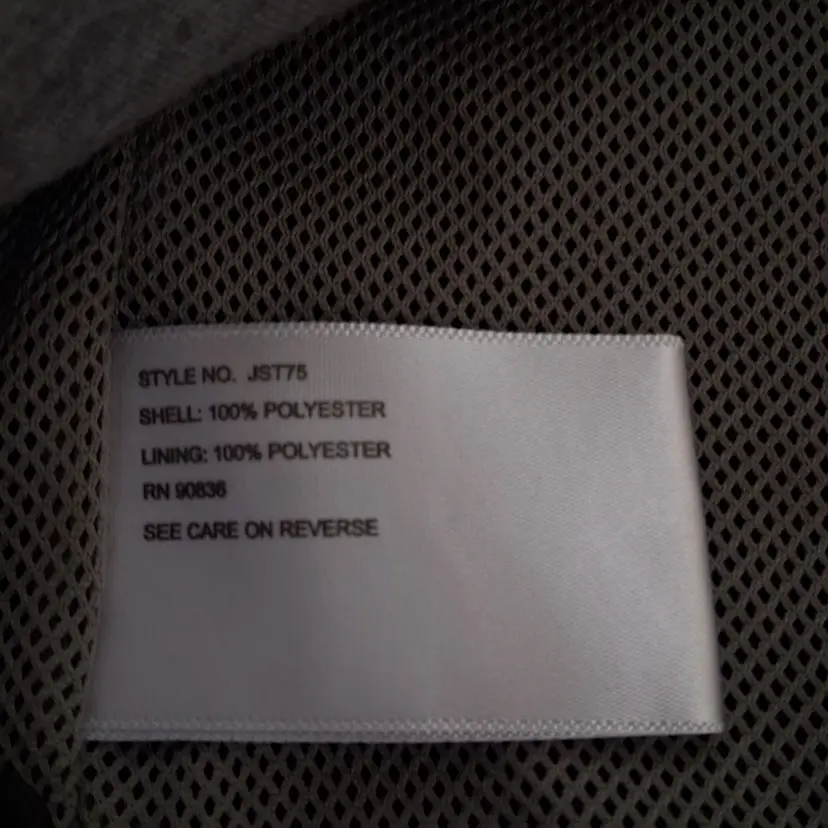 STYLE NO. JST75
SHELL: 100% POLYESTER
LINING: 100% POLYESTER
RN 90836
SEE CARE ON REVERSE